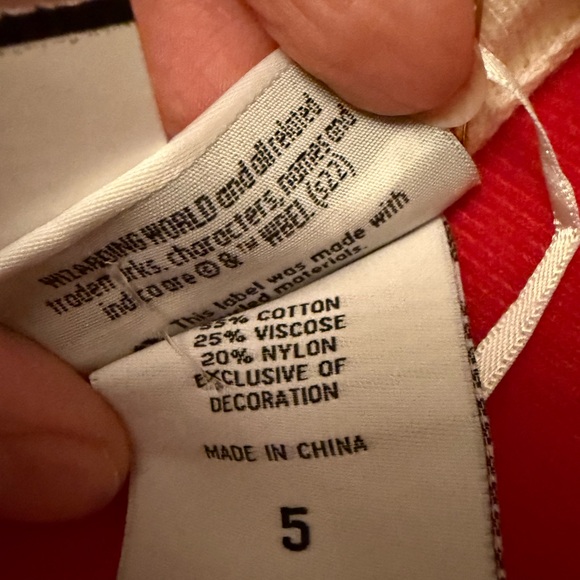 WIZARDING WORLD and all related
trademarks, characters, names and
indicia are © & ™ WBEI. (s22)
This label was made with
materials.
55% COTTON
25% VISCOSE
20% NYLON
EXCLUSIVE OF
DECORATION
MADE IN CHINA
5